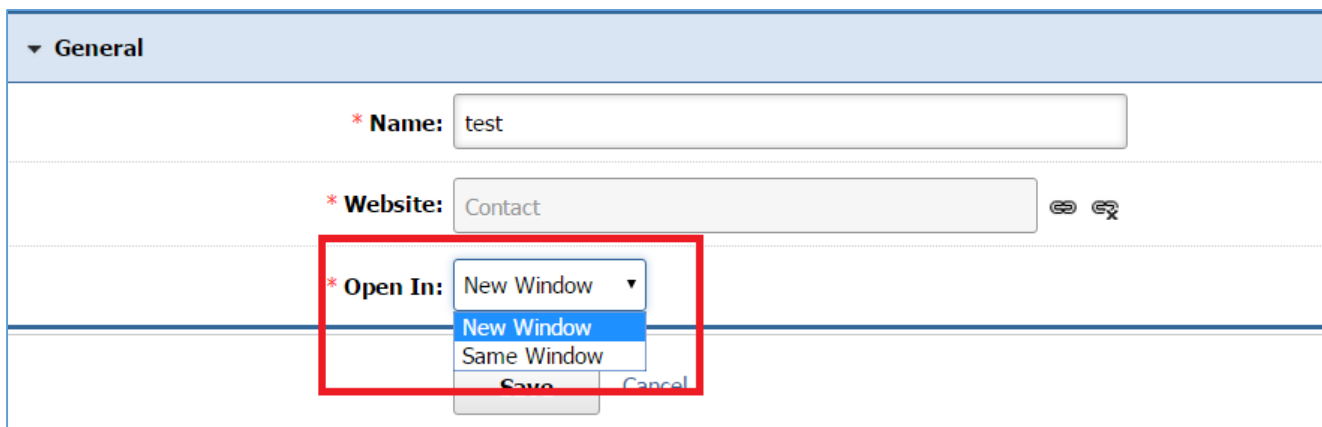 General
* Name: test
* Website: Contact
* Open In: New Window
New Window
Same Window
Save Cancel